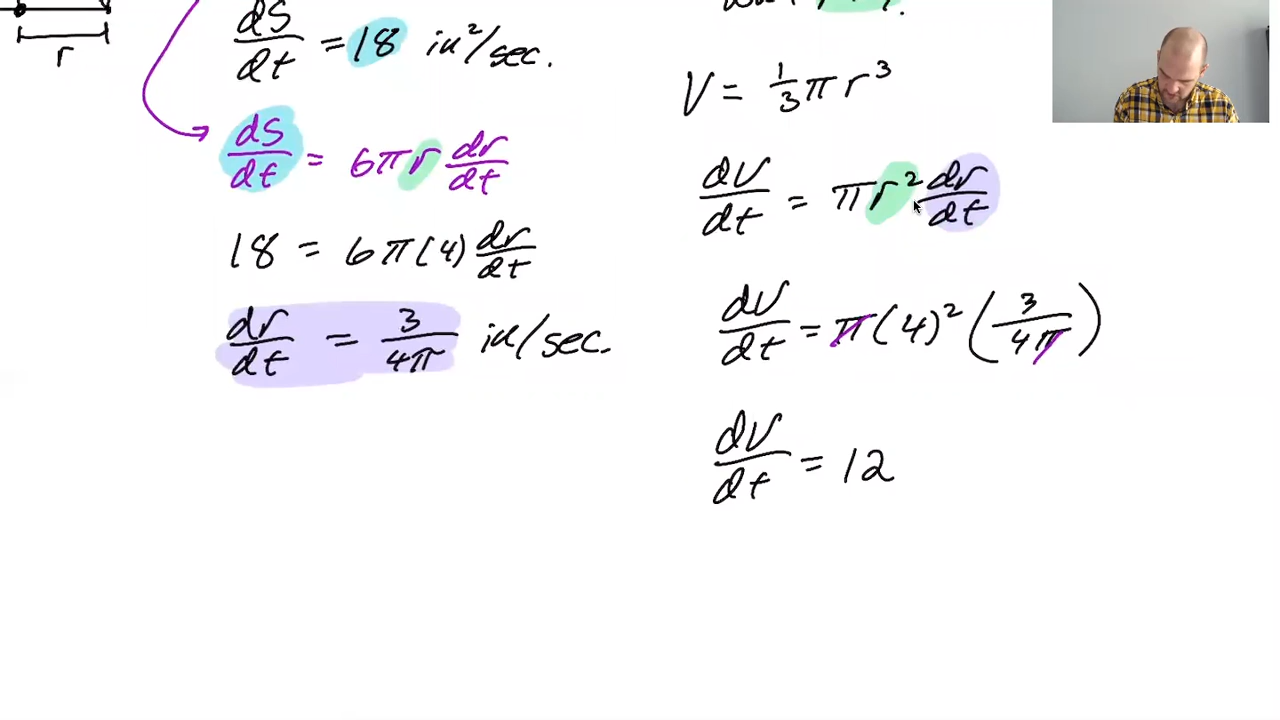 r
dS/dt = 18 in²/sec.
dS/dt = 6πr dr/dt
18 = 6π(4) dr/dt
dr/dt = 3/4π in/sec.
V = 1/3 πr³
dV/dt = πr² dr/dt
dV/dt = π(4)² (3/4π)
dV/dt = 12